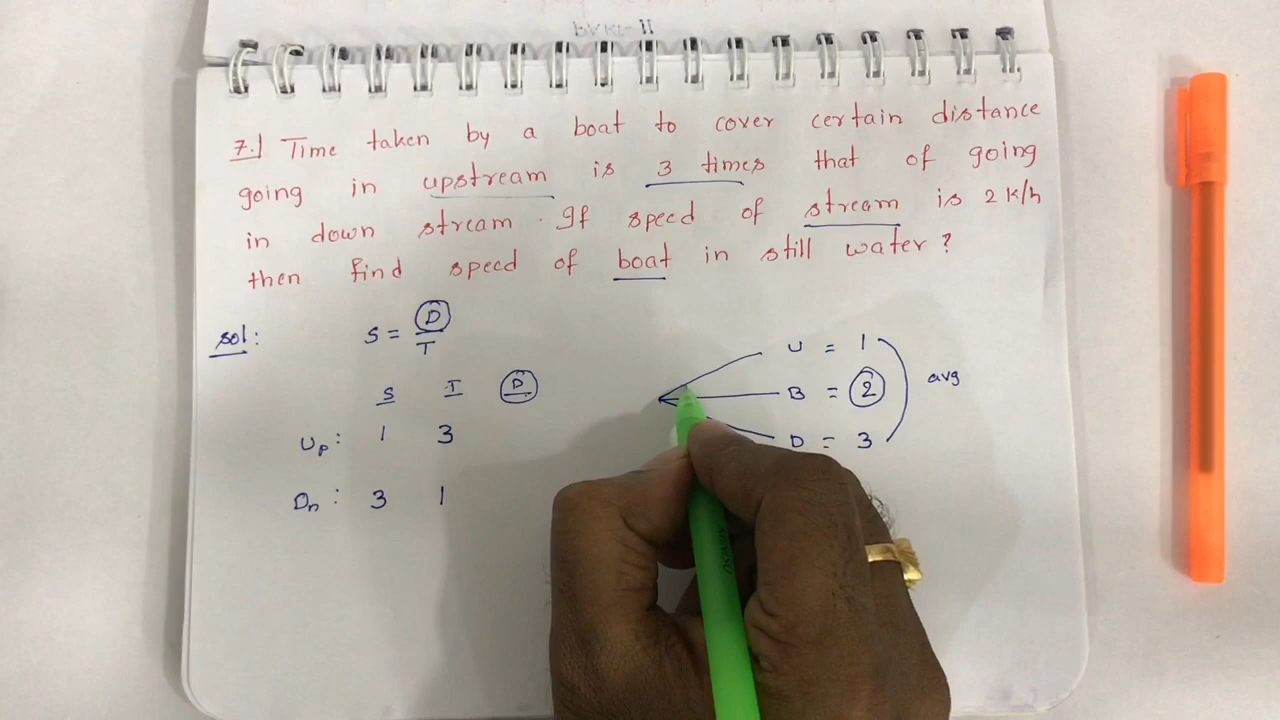 7.) Time taken by a boat to cover certain distance
going in upstream is 3 times that of going
in down stream. If speed of stream is 2 k/h
then find speed of boat in still water?
Sol: S = D/T
S T D
Up: 1 3
Dn: 3 1
U = 1
B = 2 avg
D = 3